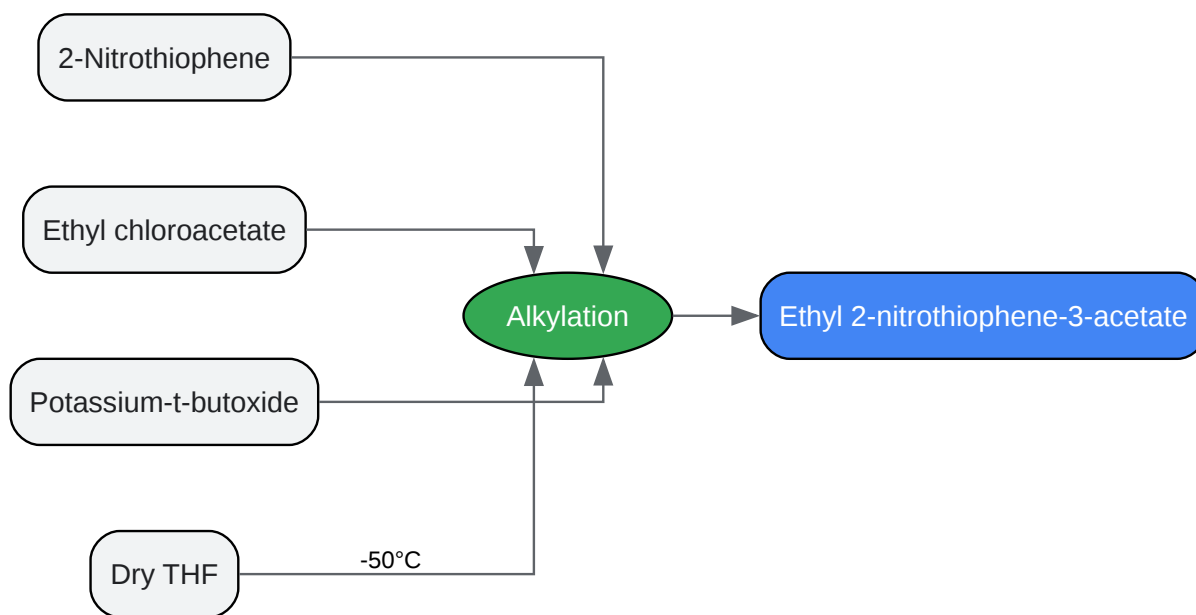 2-Nitrothiophene
Ethyl chloroacetate
Alkylation
Ethyl 2-nitrothiophene-3-acetate
Potassium-t-butoxide
-50°C
Dry THF